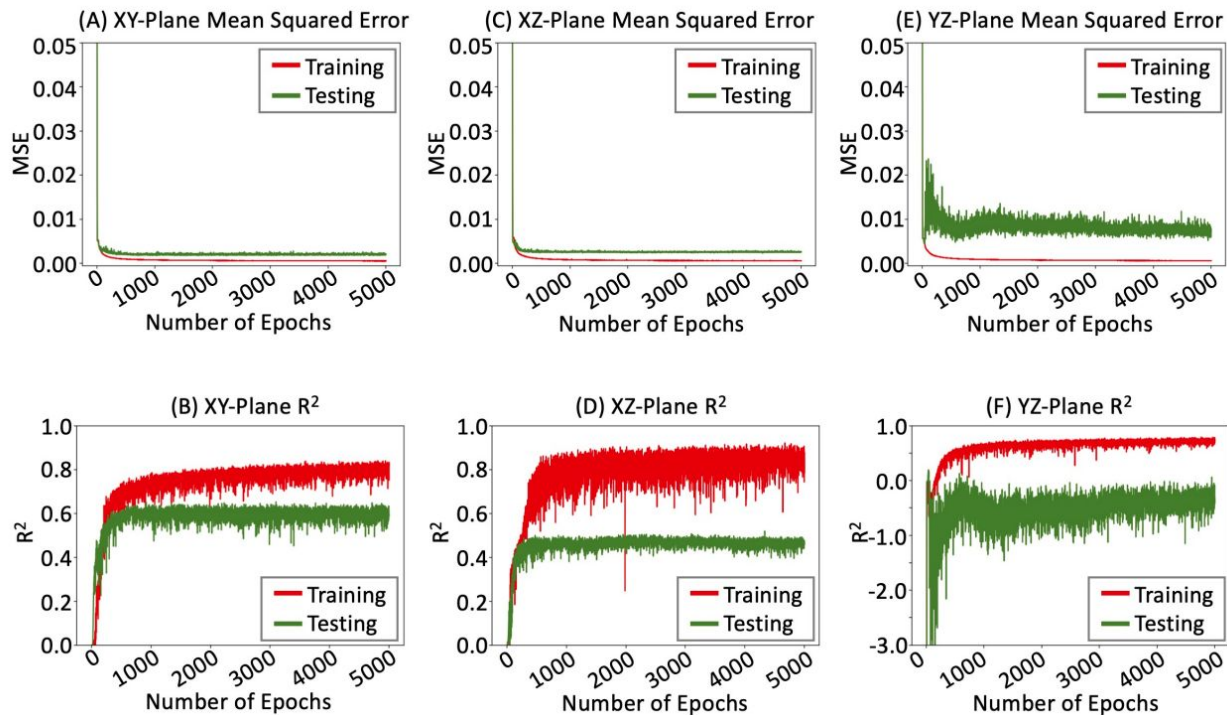 (A) XY-Plane Mean Squared Error
0.05
0.04
0.03
0.02
0.01
0.00
MSE
Training
Testing
0
1000
2000
3000
4000
5000
Number of Epochs
(C) XZ-Plane Mean Squared Error
0.05
0.04
0.03
0.02
0.01
0.00
MSE
Training
Testing
0
1000
2000
3000
4000
5000
Number of Epochs
(E) YZ-Plane Mean Squared Error
0.05
0.04
0.03
0.02
0.01
0.00
MSE
Training
Testing
0
1000
2000
3000
4000
5000
Number of Epochs
(B) XY-Plane R²
1.0
0.8
0.6
0.4
0.2
0.0
R²
Training
Testing
0
1000
2000
3000
4000
5000
Number of Epochs
(D) XZ-Plane R²
1.0
0.8
0.6
0.4
0.2
0.0
R²
Training
Testing
0
1000
2000
3000
4000
5000
Number of Epochs
(F) YZ-Plane R²
1.0
0.0
-1.0
-2.0
-3.0
R²
Training
Testing
0
1000
2000
3000
4000
5000
Number of Epochs